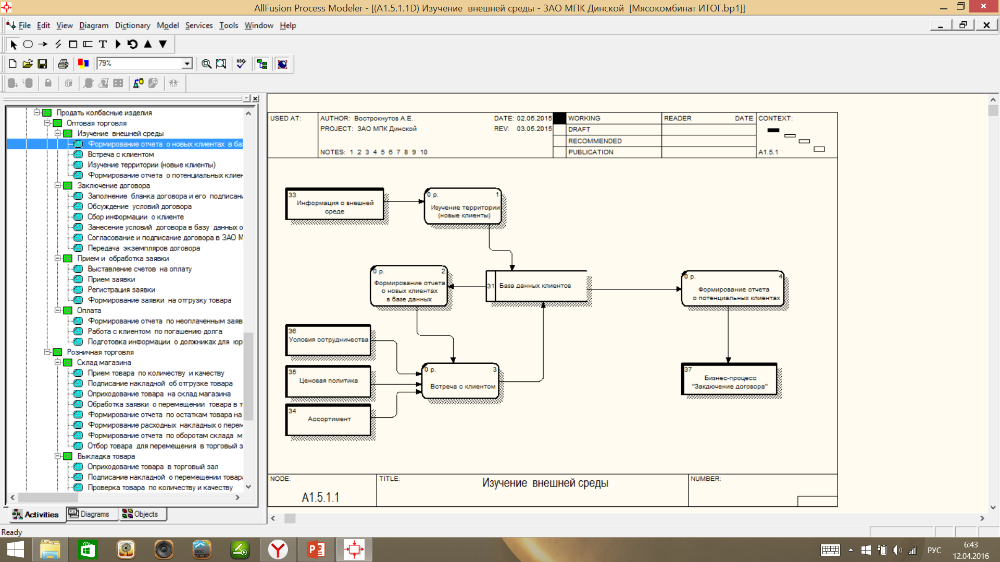 AllFusion Process Modeler - [(A1.5.1.1D) Изучение внешней среды - ЗАО МПК Динской [Мясокомбинат ИТОГ.bp1]]
File Edit View Diagram Dictionary Model Services Tools Window Help
79%
Продать колбасные изделия
Оптовая торговля
Изучение внешней среды
Формирование отчета о новых клиентах в ба
Встреча с клиентом
Изучение территории (новые клиенты)
Формирование отчета о потенциальных клиен
Заключение договора
Заполнение бланка договора и его подписани
Обсуждение условий договора
Сбор информации о клиенте
Занесение условий договора в базу данных о
Согласование и подписание договора в ЗАО М
Передача экземпляров договора
Прием и обработка заявки
Выставление счетов на оплату
Прием заявки
Регистрация заявки
Формирование заявки на отгрузку товара
Оплата
Формирование отчета по неоплаченным заяв
Работа с клиентом по погашению долга
Подготовка информации о должниках для юр
Розничная торговля
Склад магазина
Прием товара по количеству и качеству
Подписание накладной об отгрузке товара
Оприходование товара на склад магазина
Обработка заявки о перемещении товара в т
Формирование отчета по остаткам товара на
Формирование расходных накладных о перем
Формирование отчета по оборотам склада м
Отбор товара для перемещения в торговый з
Выкладка товара
Оприходование товара в торговый зал
Подписание накладной о перемещении товар
Проверка товара по количеству и качеству
Activities Diagrams Objects
USED AT:
AUTHOR: Вострокнутов А.Е.
DATE: 02.05.2015
PROJECT: ЗАО МПК Динской
REV: 03.05.2015
NOTES: 1 2 3 4 5 6 7 8 9 10
WORKING
DRAFT
RECOMMENDED
PUBLICATION
READER DATE
CONTEXT:
A1.5.1
33
Информация о внешней
среде
0 р. 1
Изучение территории
(новые клиенты)
0 р. 2
Формирование отчета
о новых клиентах
в базе данных
31 База данных клиентов
0 р. 4
Формирование отчета
о потенциальных клиентах
36
Условия сотрудничества
35
Ценовая политика
34
Ассортимент
0 р. 3
Встреча с клиентом
37
Бизнес-процесс
"Закдючение договора"
NODE:
A1.5.1.1
TITLE:
Изучение внешней среды
NUMBER:
Ready
РУС
6:43
12.04.2016